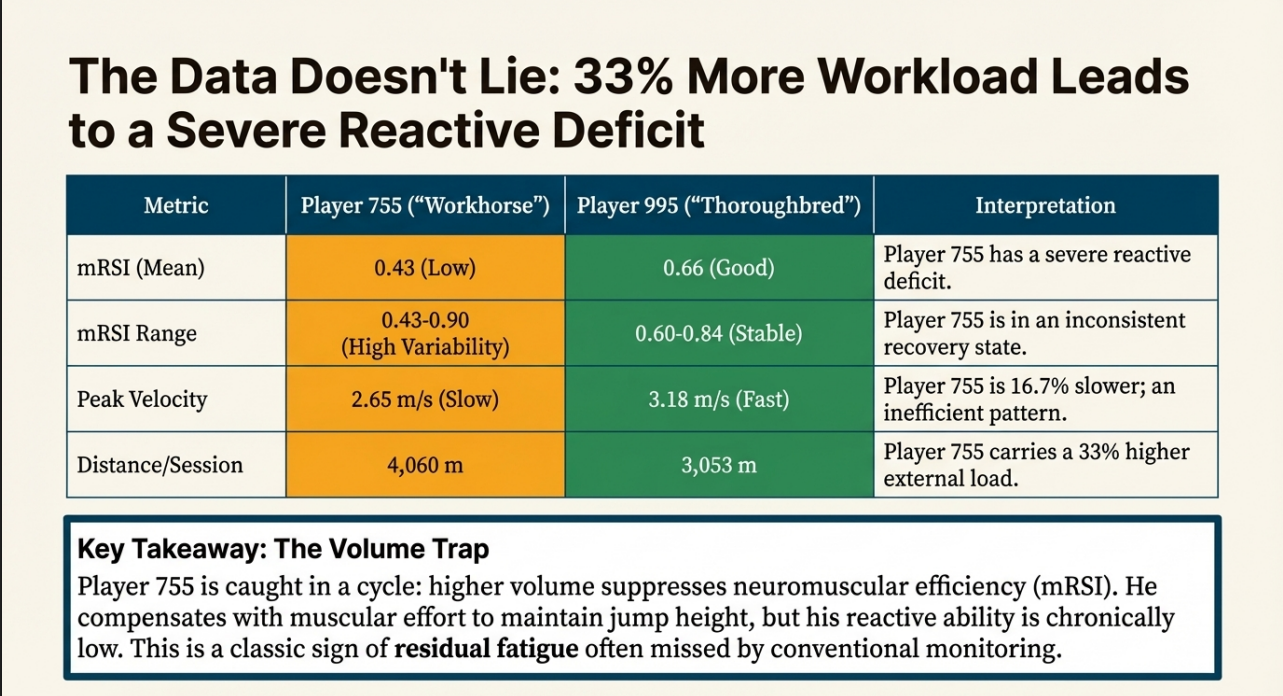 The Data Doesn't Lie: 33% More Workload Leads
to a Severe Reactive Deficit
Metric
Player 755 (“Workhorse”)
Player 995 (“Thoroughbred”)
Interpretation
mRSI (Mean)
0.43 (Low)
0.66 (Good)
Player 755 has a severe reactive
deficit.
mRSI Range
0.43-0.90
(High Variability)
0.60-0.84 (Stable)
Player 755 is in an inconsistent
recovery state.
Peak Velocity
2.65 m/s (Slow)
3.18 m/s (Fast)
Player 755 is 16.7% slower; an
inefficient pattern.
Distance/Session
4,060 m
3,053 m
Player 755 carries a 33% higher
external load.
Key Takeaway: The Volume Trap
Player 755 is caught in a cycle: higher volume suppresses neuromuscular efficiency (mRSI). He
compensates with muscular effort to maintain jump height, but his reactive ability is chronically
low. This is a classic sign of residual fatigue often missed by conventional monitoring.